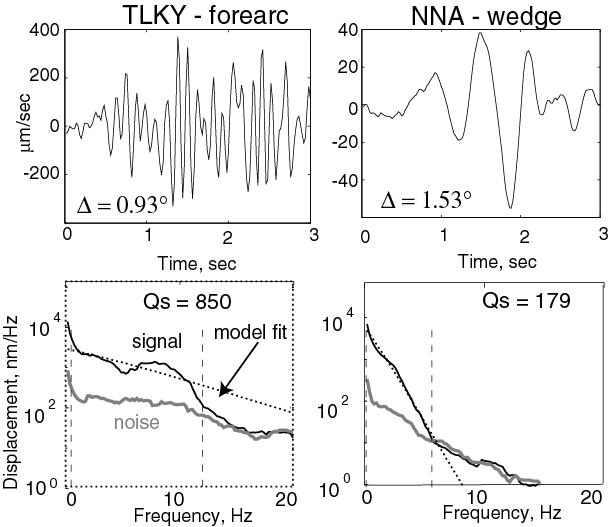 TLKY - forearc
NNA - wedge
400
200
0
-200
μm/sec
Δ = 0.93°
0 1 2 3
Time, sec
40
20
0
-20
-40
Δ = 1.53°
0 1 2 3
Time, sec
Qs = 850
signal
model fit
noise
10^4
10^2
10^0
Displacement, nm/Hz
0 10 20
Frequency, Hz
Qs = 179
10^4
10^2
10^0
0 10 20
Frequency, Hz